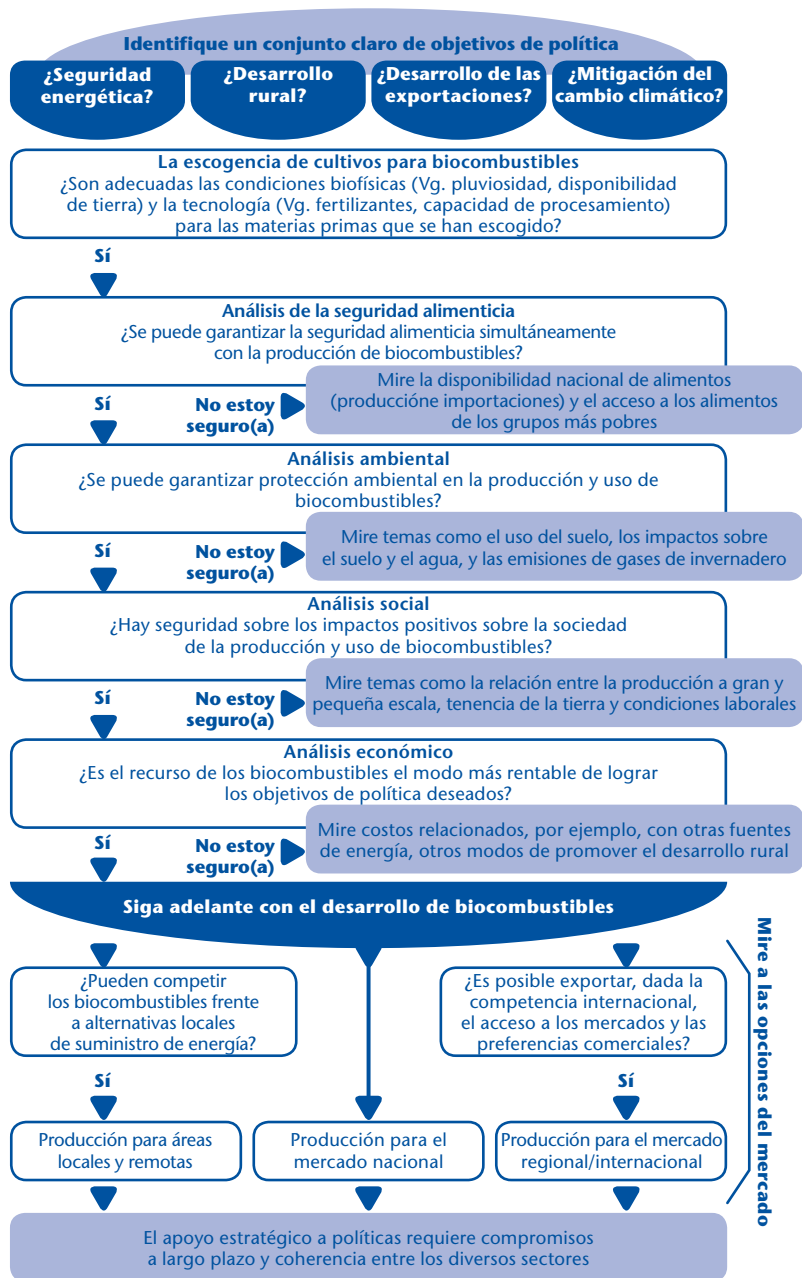 Identifique un conjunto claro de objetivos de política
¿Seguridad
energética?
¿Desarrollo
rural?
¿Desarrollo de las
exportaciones?
¿Mitigación del
cambio climático?
La escogencia de cultivos para biocombustibles
¿Son adecuadas las condiciones biofísicas (Vg. pluviosidad, disponibilidad
de tierra) y la tecnología (Vg. fertilizantes, capacidad de procesamiento)
para las materias primas que se han escogido?
Sí
Análisis de la seguridad alimenticia
¿Se puede garantizar la seguridad alimenticia simultáneamente
con la producción de biocombustibles?
Sí
No estoy
seguro(a)
Mire la disponibilidad nacional de alimentos
(produccióne importaciones) y el acceso a los alimentos
de los grupos más pobres
Análisis ambiental
¿Se puede garantizar protección ambiental en la producción y uso de
biocombustibles?
Sí
No estoy
seguro(a)
Mire temas como el uso del suelo, los impactos sobre
el suelo y el agua, y las emisiones de gases de invernadero
Análisis social
¿Hay seguridad sobre los impactos positivos sobre la sociedad
de la producción y uso de biocombustibles?
Sí
No estoy
seguro(a)
Mire temas como la relación entre la producción a gran y
pequeña escala, tenencia de la tierra y condiciones laborales
Análisis económico
¿Es el recurso de los biocombustibles el modo más rentable de lograr
los objetivos de política deseados?
Sí
No estoy
seguro(a)
Mire costos relacionados, por ejemplo, con otras fuentes
de energía, otros modos de promover el desarrollo rural
Siga adelante con el desarrollo de biocombustibles
¿Pueden competir
los biocombustibles frente
a alternativas locales
de suministro de energía?
¿Es posible exportar, dada la
competencia internacional,
el acceso a los mercados y las
preferencias comerciales?
Sí
Sí
Producción para áreas
locales y remotas
Producción para el
mercado nacional
Producción para el mercado
regional/internacional
Mire a las opciones del mercado
El apoyo estratégico a políticas requiere compromisos
a largo plazo y coherencia entre los diversos sectores